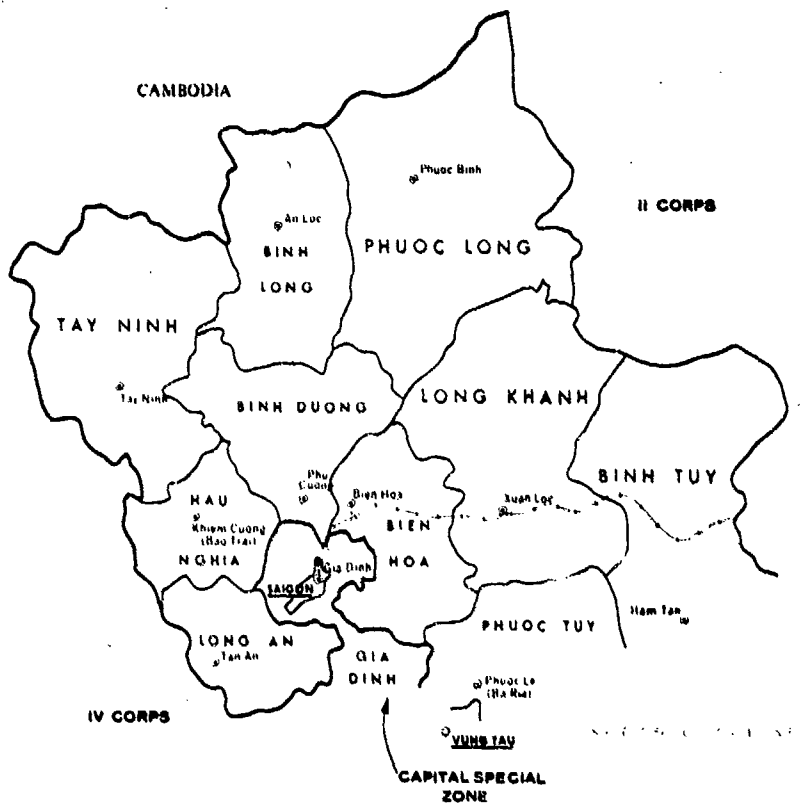 CAMBODIA
Phuoc Binh
II CORPS
An Loc
BINH
LONG
PHUOC LONG
TAY NINH
Tay Ninh
BINH DUONG
LONG KHANH
BINH TUY
Phu
Cuong
Bien Hoa
Xuan Loc
HAU
Khiem Cuong
(Bao Trai)
NGHIA
BIEN
HOA
Gia Dinh
SAIGON
LONG AN
Tan An
GIA
DINH
PHUOC TUY
Ham Tan
Phuoc Le
(Ba Ria)
IV CORPS
VUNG TAU
CAPITAL SPECIAL
ZONE